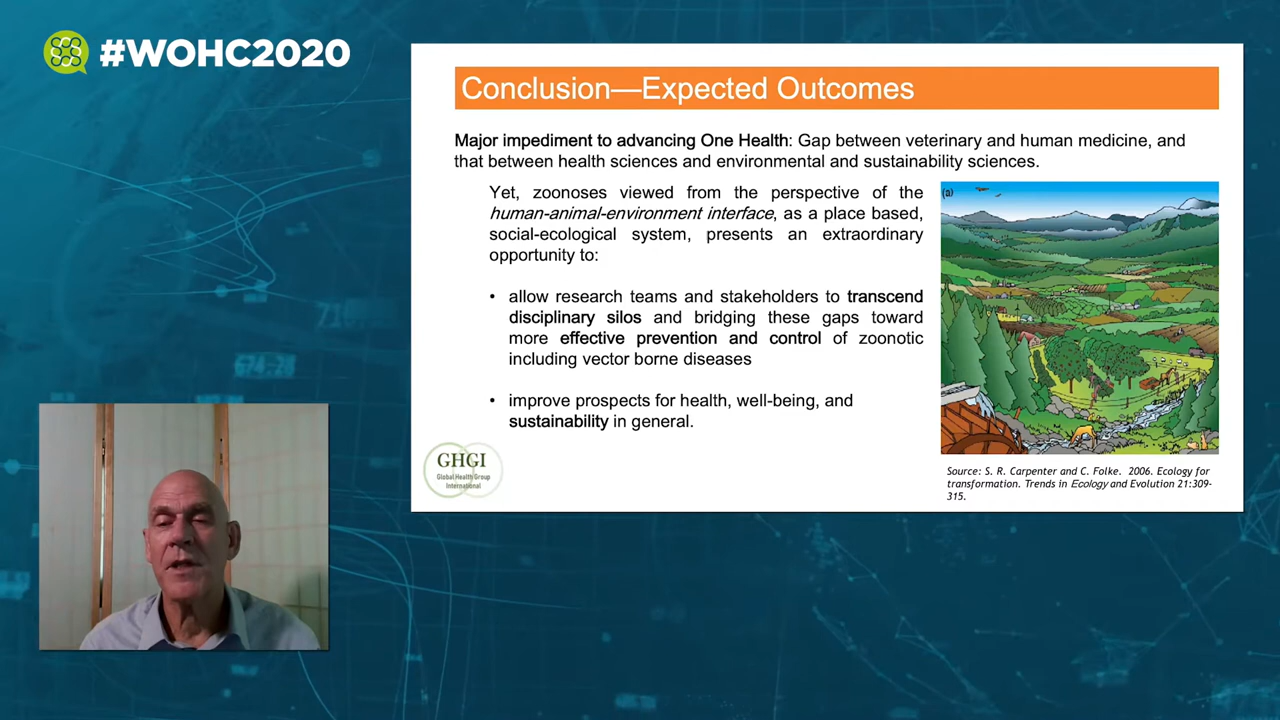 #WOHC2020
Conclusion—Expected Outcomes
Major impediment to advancing One Health: Gap between veterinary and human medicine, and
that between health sciences and environmental and sustainability sciences.
Yet, zoonoses viewed from the perspective of the
human-animal-environment interface, as a place based,
social-ecological system, presents an extraordinary
opportunity to:
• allow research teams and stakeholders to transcend
disciplinary silos and bridging these gaps toward
more effective prevention and control of zoonotic
including vector borne diseases
• improve prospects for health, well-being, and
sustainability in general.
(a)
Source: S. R. Carpenter and C. Folke. 2006. Ecology for
transformation. Trends in Ecology and Evolution 21:309-
315.
GHGI
Global Health Group
International